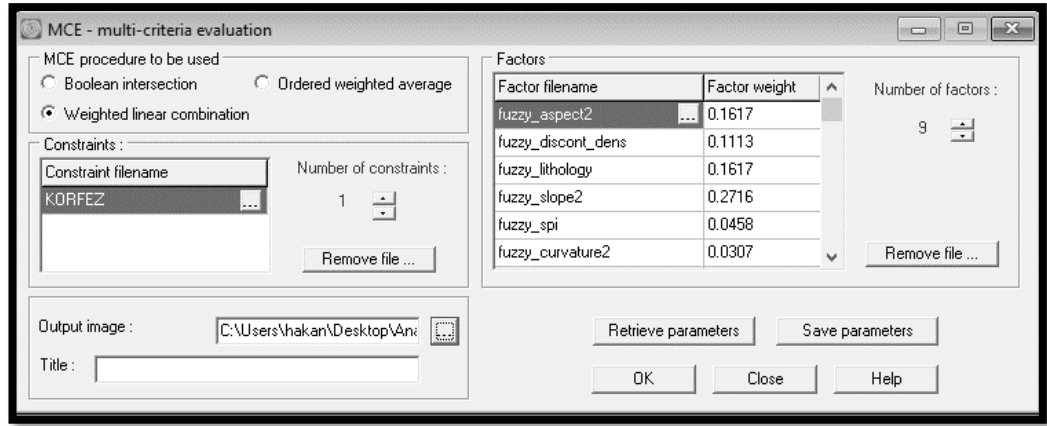 MCE - multi-criteria evaluation
MCE procedure to be used
Boolean intersection
Ordered weighted average
Weighted linear combination
Constraints :
Constraint filename
KORFEZ
...
Number of constraints :
1
Remove file ...
Output image :
C:\Users\hakan\Desktop\Ana
...
Title :
Factors
Factor filename Factor weight
fuzzy_aspect2 ... 0.1617
fuzzy_discont_dens 0.1113
fuzzy_lithology 0.1617
fuzzy_slope2 0.2716
fuzzy_spi 0.0458
fuzzy_curvature2 0.0307
Number of factors :
9
Remove file ...
Retrieve parameters
Save parameters
OK
Close
Help